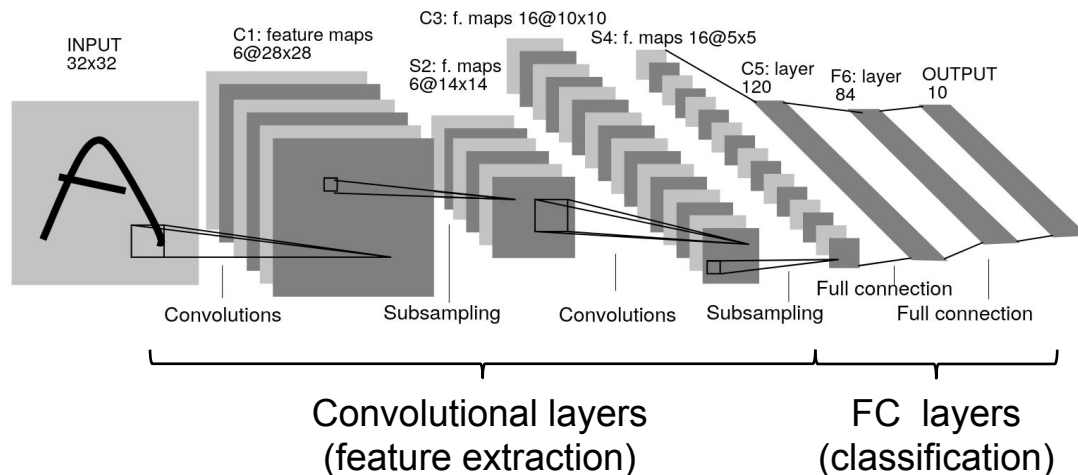 INPUT
32x32
C1: feature maps
6@28x28
S2: f. maps
6@14x14
C3: f. maps 16@10x10
S4: f. maps 16@5x5
C5: layer
120
F6: layer
84
OUTPUT
10
Convolutions
Subsampling
Convolutions
Subsampling
Full connection
Full connection
Convolutional layers
(feature extraction)
FC layers
(classification)